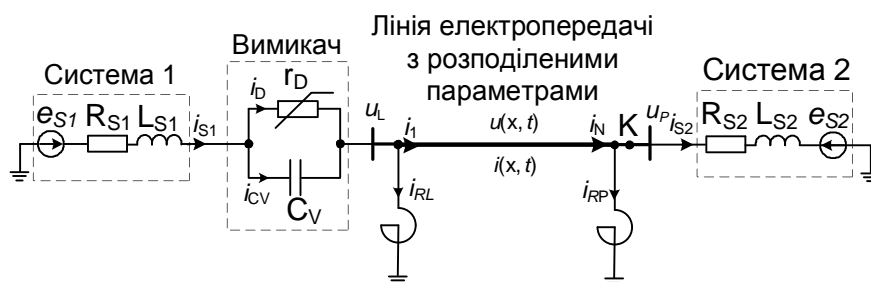 Лінія електропередачі
з розподіленими
параметрами
Вимикач
Система 1
Система 2
e_S1
R_S1
L_S1
i_S1
i_D
r_D
i_CV
C_V
u_L
i_1
i_RL
u(x, t)
i(x, t)
i_N
K
u_P
i_S2
i_RP
R_S2
L_S2
e_S2